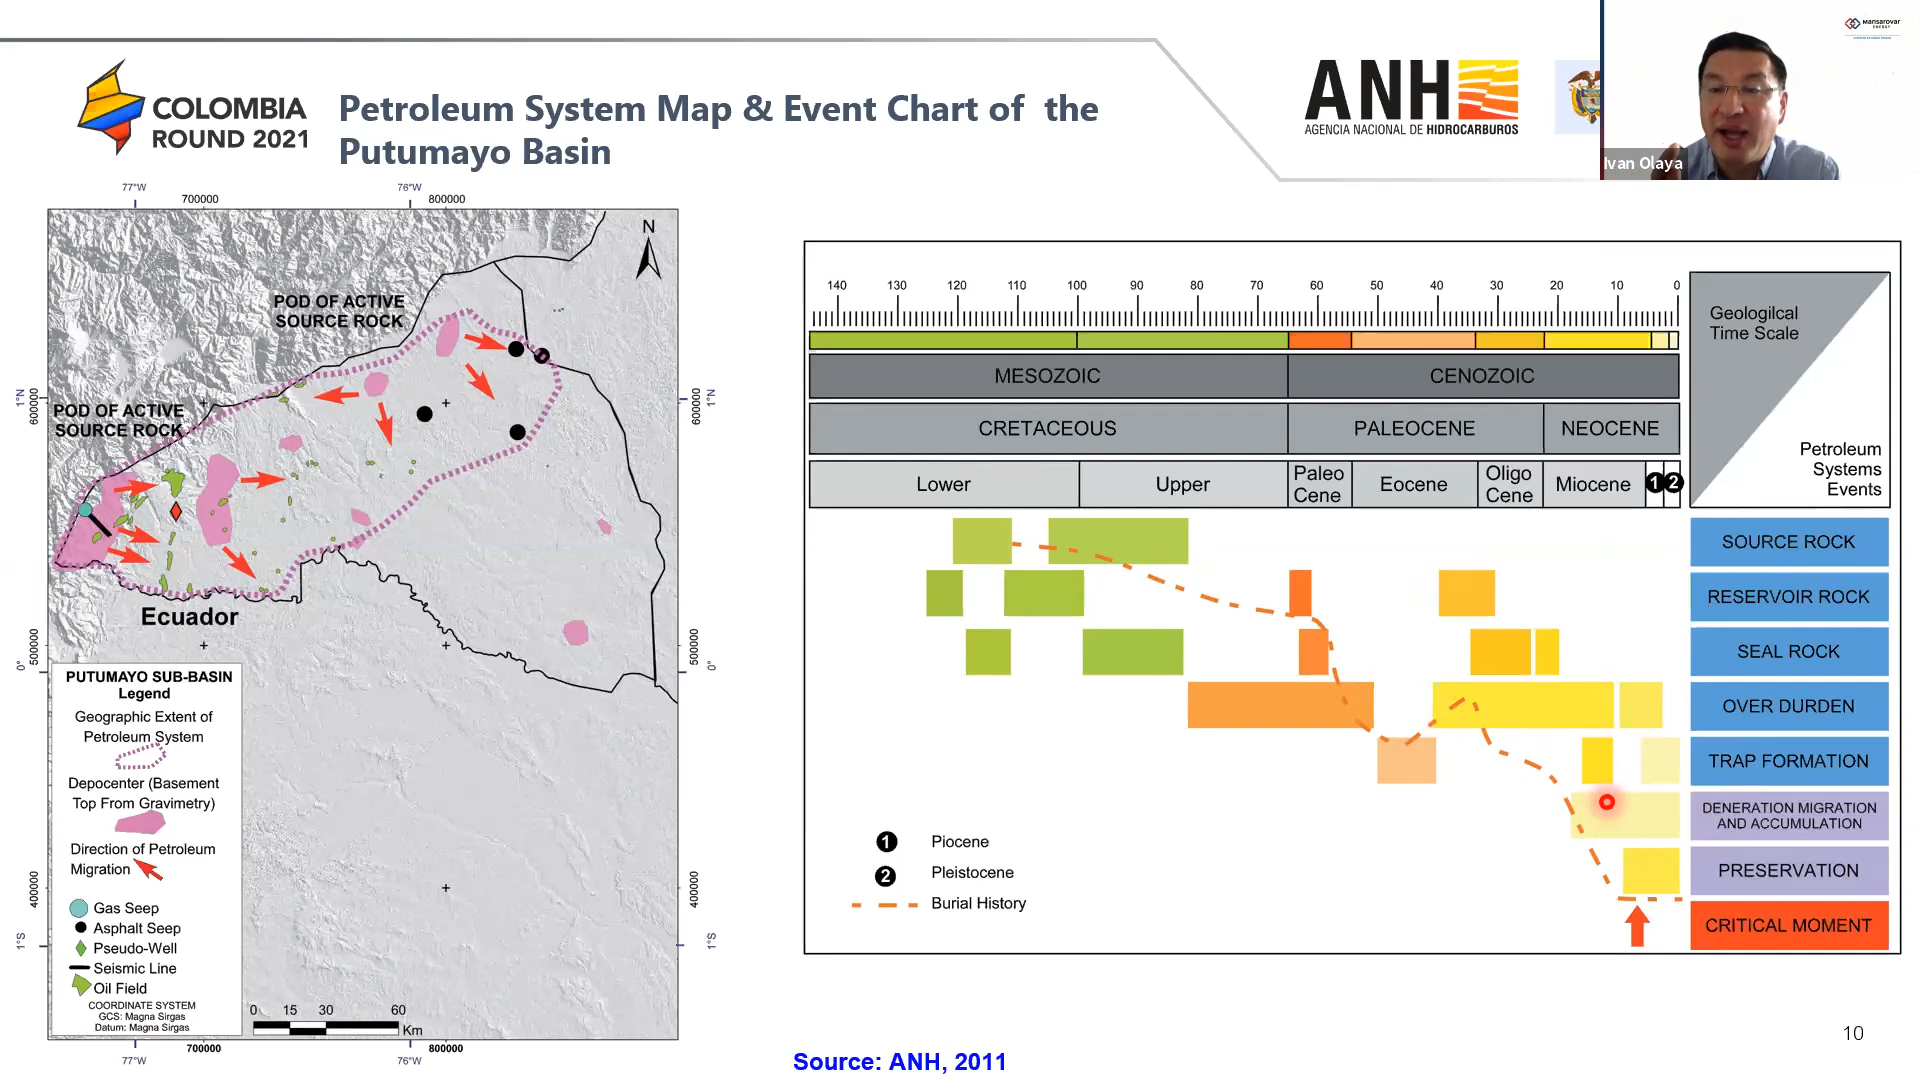 COLOMBIA
ROUND 2021
Petroleum System Map & Event Chart of the
Putumayo Basin
ANH
AGENCIA NACIONAL DE HIDROCARBUROS
Mansarovar
ENERGY
Ivan Olaya
77°W
76°W
700000
800000
N
POD OF ACTIVE
SOURCE ROCK
POD OF ACTIVE
SOURCE ROCK
1°N
600000
600000
1°N
Ecuador
0°
500000
500000
0°
400000
400000
1°S
1°S
PUTUMAYO SUB-BASIN
Legend
Geographic Extent of
Petroleum System
Depocenter (Basement
Top From Gravimetry)
Direction of Petroleum
Migration
Gas Seep
Asphalt Seep
Pseudo-Well
Seismic Line
Oil Field
COORDINATE SYSTEM
GCS: Magna Sirgas
Datum: Magna Sirgas
0 15 30 60
Km
700000
800000
77°W
76°W
140 130 120 110 100 90 80 70 60 50 40 30 20 10 0
Geologilcal
Time Scale
Petroleum
Systems
Events
MESOZOIC
CENOZOIC
CRETACEOUS
PALEOCENE
NEOCENE
Lower
Upper
Paleo
Cene
Eocene
Oligo
Cene
Miocene
1 2
SOURCE ROCK
RESERVOIR ROCK
SEAL ROCK
OVER DURDEN
TRAP FORMATION
DENERATION MIGRATION
AND ACCUMULATION
PRESERVATION
CRITICAL MOMENT
1 Piocene
2 Pleistocene
Burial History
10
Source: ANH, 2011